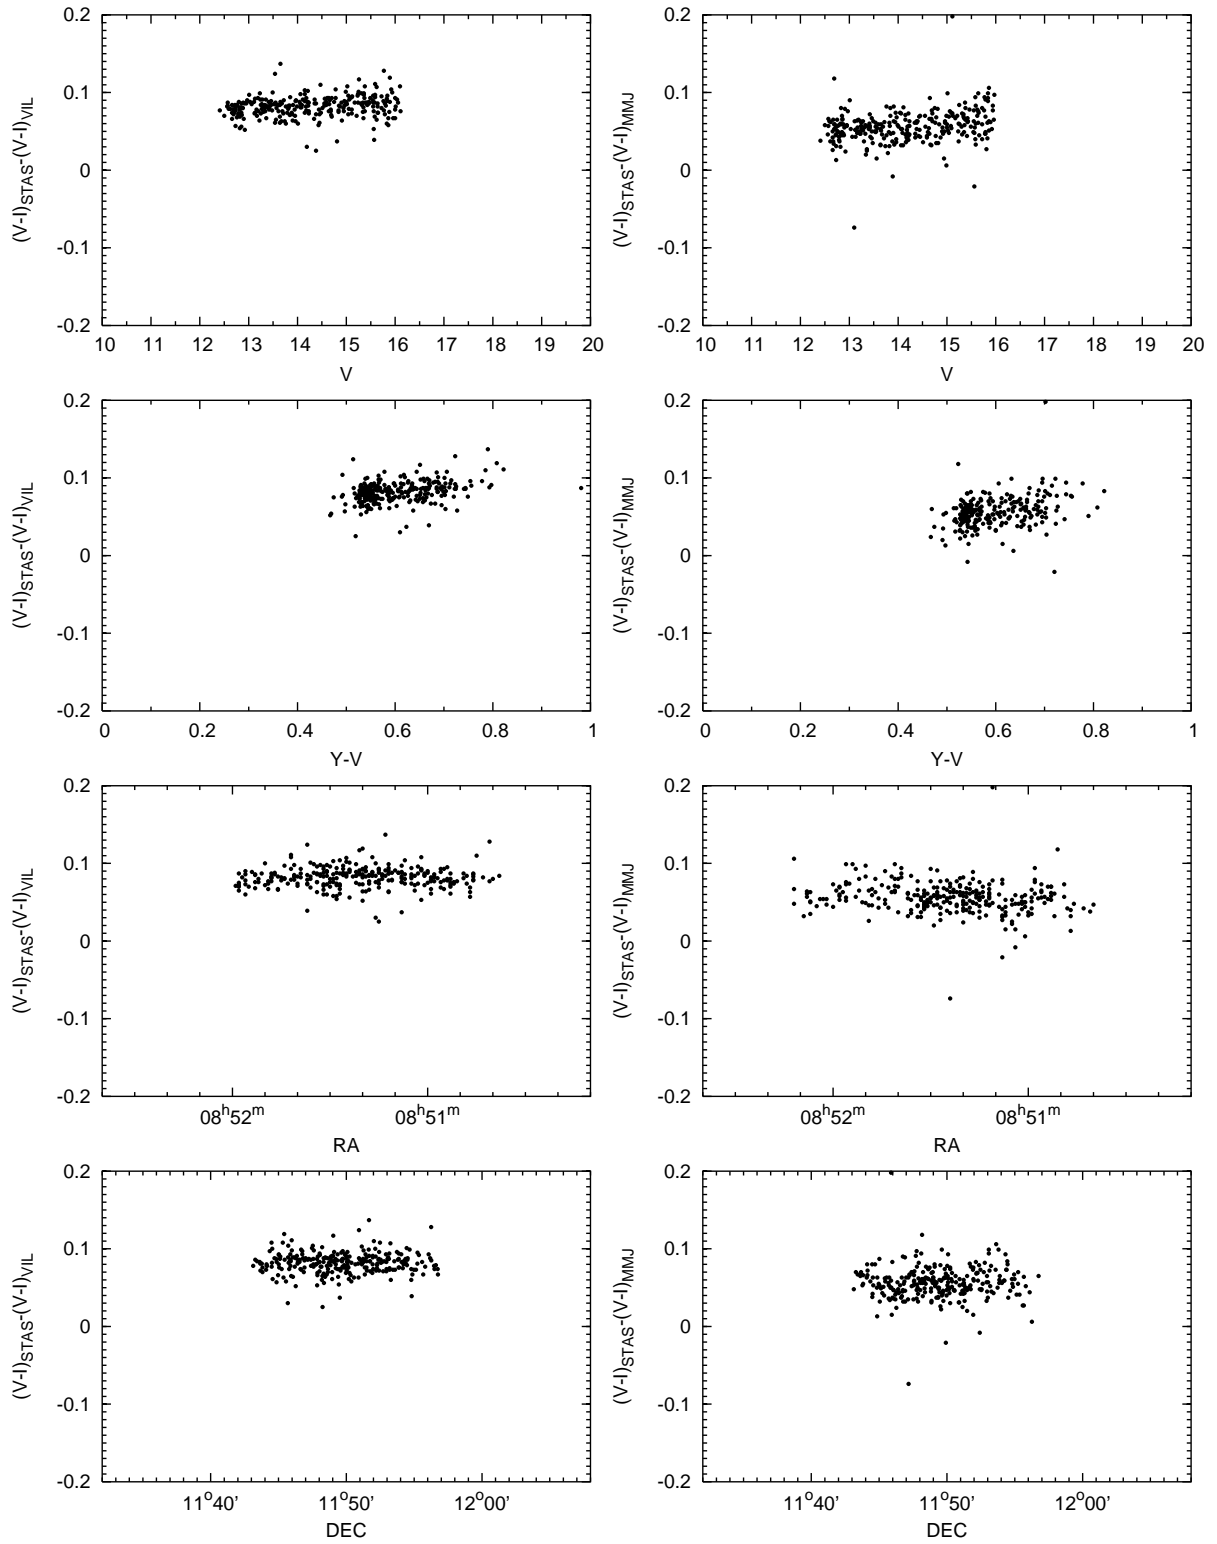 0.2 0.1 0 -0.1 -0.2
(V-I)STAS-(V-I)VIL
10 11 12 13 14 15 16 17 18 19 20
V
0.2 0.1 0 -0.1 -0.2
(V-I)STAS-(V-I)MMJ
10 11 12 13 14 15 16 17 18 19 20
V
0.2 0.1 0 -0.1 -0.2
(V-I)STAS-(V-I)VIL
0 0.2 0.4 0.6 0.8 1
Y-V
0.2 0.1 0 -0.1 -0.2
(V-I)STAS-(V-I)MMJ
0 0.2 0.4 0.6 0.8 1
Y-V
0.2 0.1 0 -0.1 -0.2
(V-I)STAS-(V-I)VIL
08h52m 08h51m
RA
0.2 0.1 0 -0.1 -0.2
(V-I)STAS-(V-I)MMJ
08h52m 08h51m
RA
0.2 0.1 0 -0.1 -0.2
(V-I)STAS-(V-I)VIL
11o40' 11o50' 12o00'
DEC
0.2 0.1 0 -0.1 -0.2
(V-I)STAS-(V-I)MMJ
11o40' 11o50' 12o00'
DEC